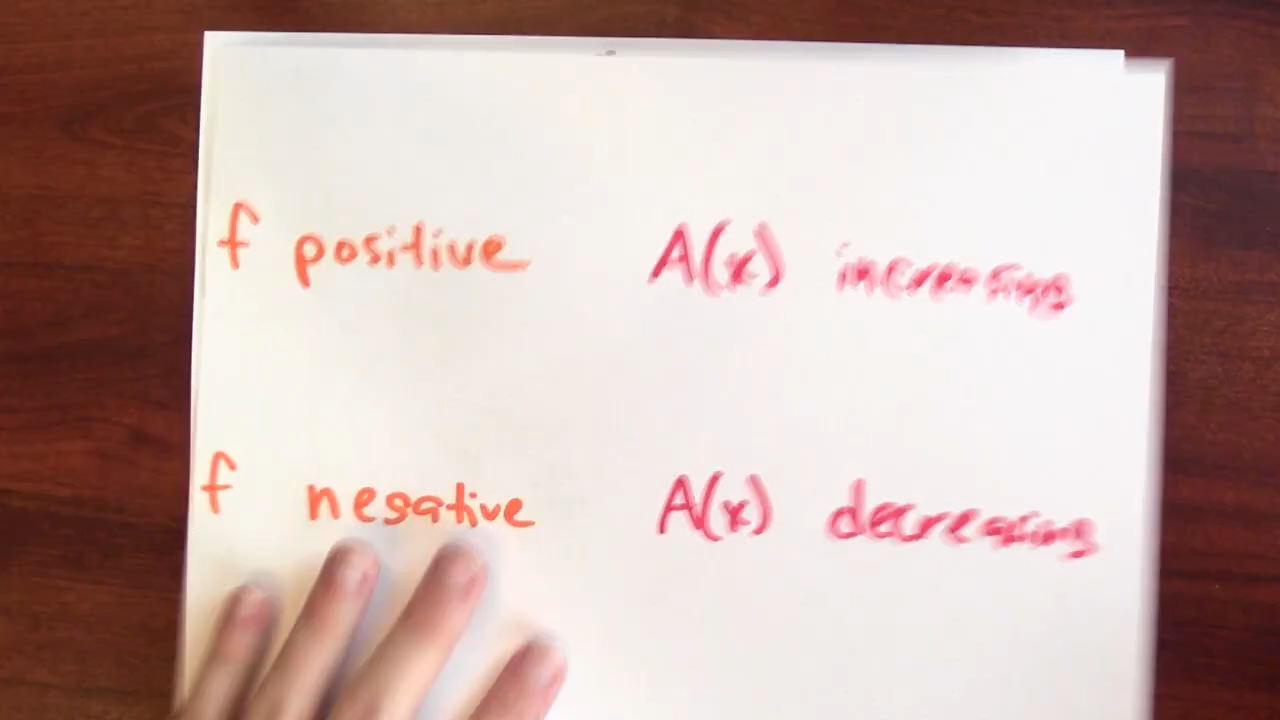 f positive A(x) increasing
f negative A(x) decreasing